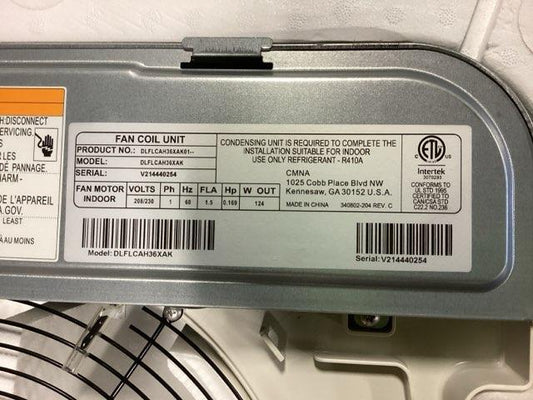 H DISCONNECT
SERVICING.
LES
DE PANNAGE.
HARM -
DE L'APPAREIL
A.GOV.
LEAST
AU MOINS
FAN COIL UNIT
PRODUCT NO.: DLFLCAH36XAK01--
MODEL: DLFLCAH36XAK
SERIAL: V214440254
FAN MOTOR VOLTS Ph Hz FLA Hp W OUT
INDOOR 208/230 1 60 1.5 0.169 124
CONDENSING UNIT IS REQUIRED TO COMPLETE THE
INSTALLATION SUITABLE FOR INDOOR
USE ONLY REFRIGERANT - R410A
CMNA
1025 Cobb Place Blvd NW
Kennesaw, GA 30152 U.S.A.
MADE IN CHINA 340802-204 REV. C
ETL
Intertek
3070293
CONFORMS TO
UL STD 1995
CERTIFIED TO
CAN/CSA STD
C22.2 NO.236
Model: DLFLCAH36XAK
Serial: V214440254